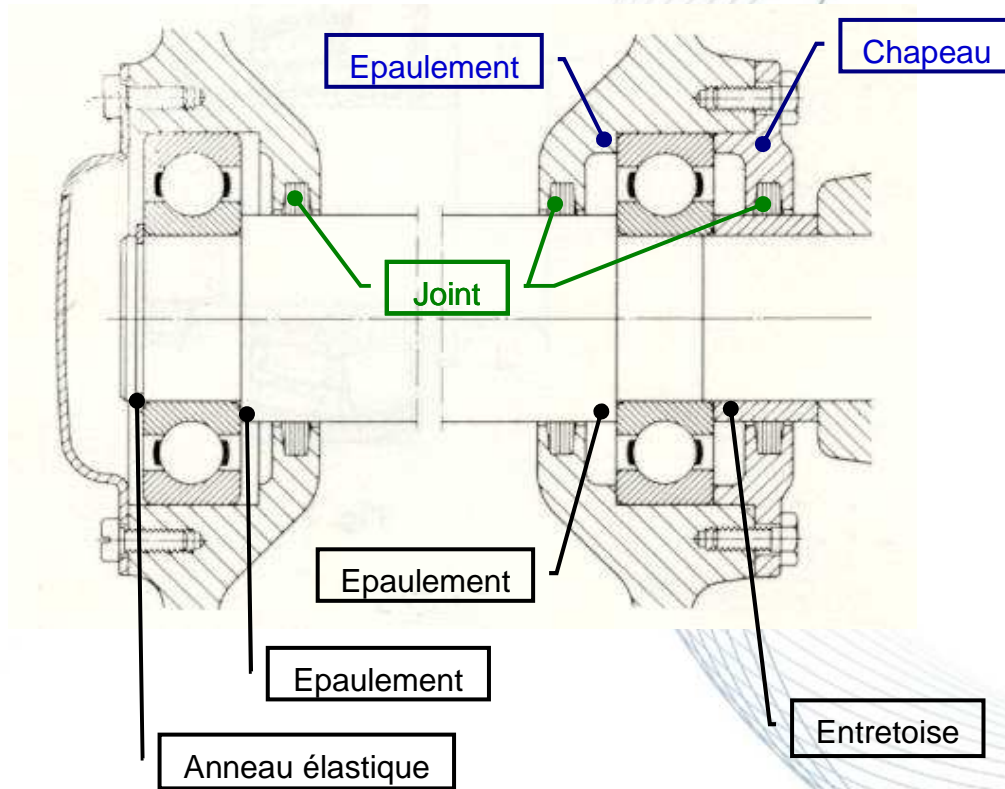 Epaulement
Chapeau
Joint
Epaulement
Epaulement
Entretoise
Anneau élastique